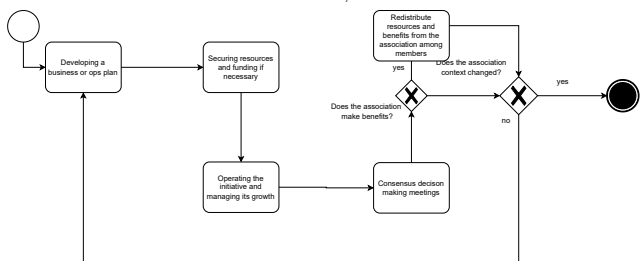 Redistribute
resources and
benefits from the
association among
members
Developing a
business or ops plan
Securing resources
and funding if
necessary
yes
Does the association
context changed?
Does the association
make benefits?
yes
no
Operating the
initiative and
managing its growth
Consensus decison
making meetings